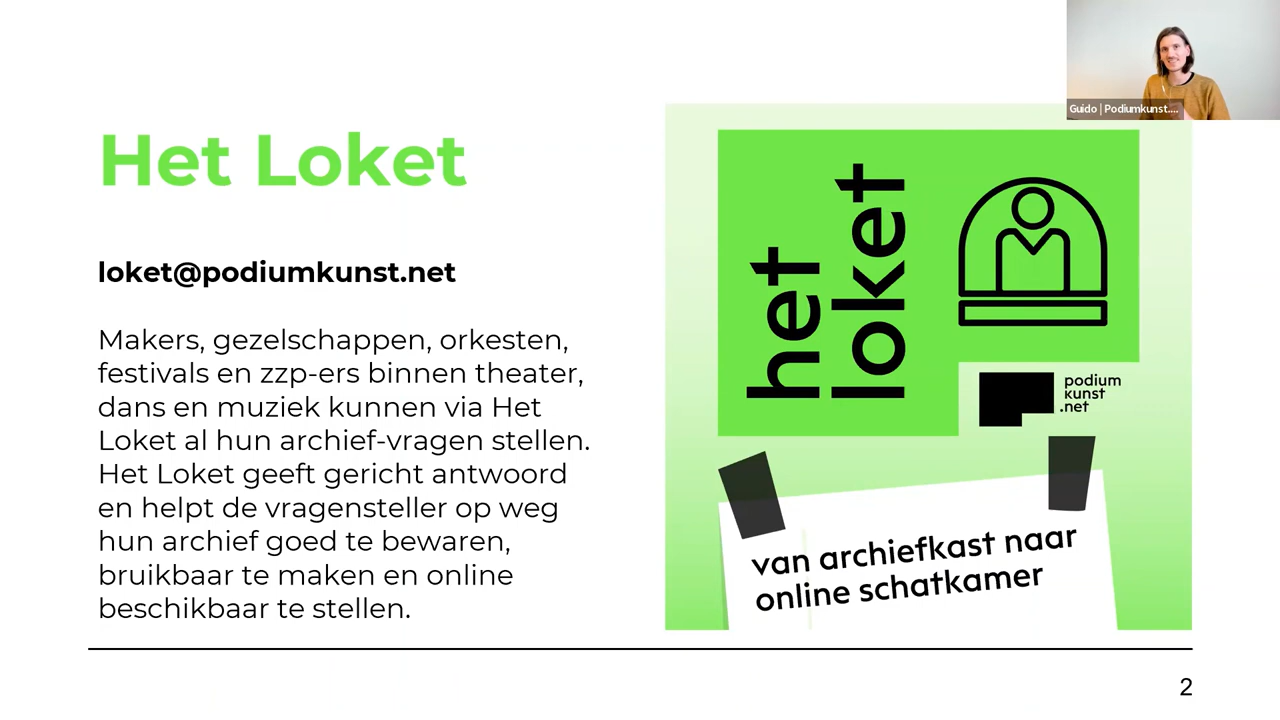 Guido | Podiumkunst....
Het Loket
loket@podiumkunst.net
Makers, gezelschappen, orkesten,
festivals en zzp-ers binnen theater,
dans en muziek kunnen via Het
Loket al hun archief-vragen stellen.
Het Loket geeft gericht antwoord
en helpt de vragensteller op weg
hun archief goed te bewaren,
bruikbaar te maken en online
beschikbaar te stellen.
het
loket
podium
kunst
.net
van archiefkast naar
online schatkamer
2